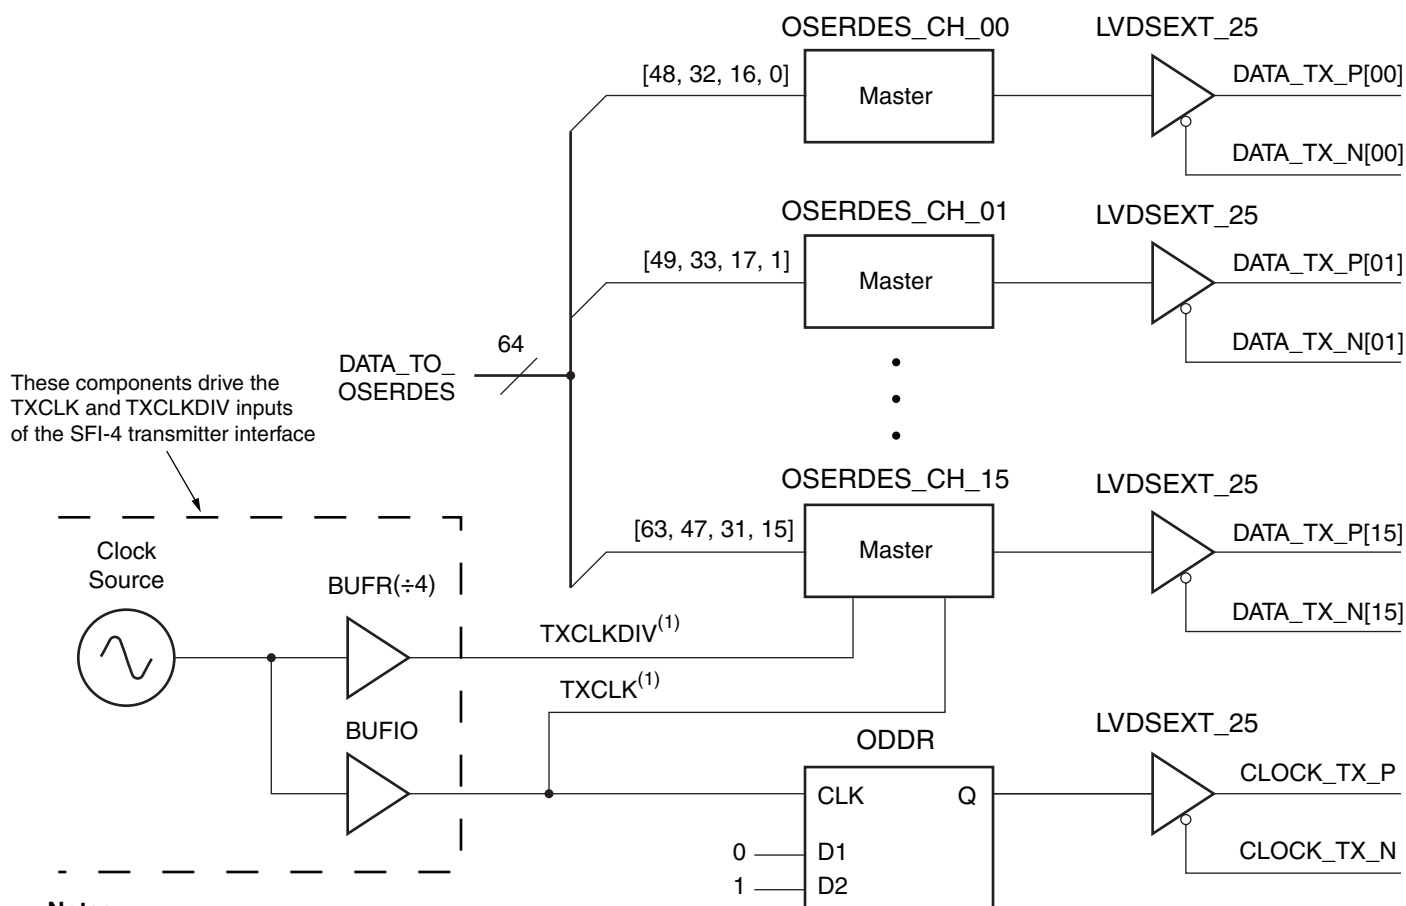 OSERDES_CH_00
LVDSEXT_25
[48, 32, 16, 0]
Master
DATA_TX_P[00]
DATA_TX_N[00]
OSERDES_CH_01
LVDSEXT_25
[49, 33, 17, 1]
Master
DATA_TX_P[01]
DATA_TX_N[01]
64
DATA_TO_
OSERDES
These components drive the
TXCLK and TXCLKDIV inputs
of the SFI-4 transmitter interface
OSERDES_CH_15
LVDSEXT_25
[63, 47, 31, 15]
Master
DATA_TX_P[15]
DATA_TX_N[15]
Clock
Source
BUFR(÷4)
TXCLKDIV(1)
TXCLK(1)
BUFIO
ODDR
LVDSEXT_25
CLK
Q
CLOCK_TX_P
CLOCK_TX_N
0
D1
1
D2